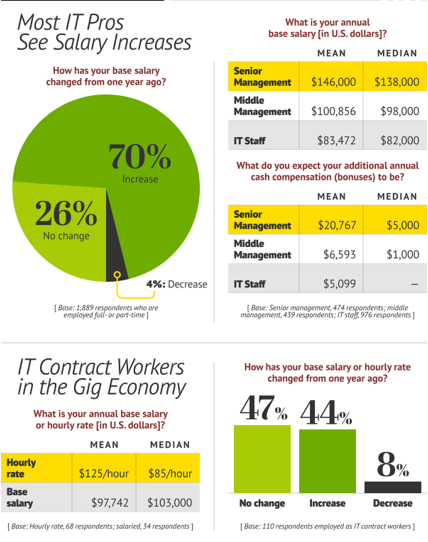 Most IT Pros
See Salary Increases
How has your base salary
changed from one year ago?
70%
Increase
26%
No change
4%: Decrease
[ Base: 1,889 respondents who are
employed full- or part-time ]
What is your annual
base salary [in U.S. dollars]?
MEAN MEDIAN
Senior
Management $146,000 $138,000
Middle
Management $100,856 $98,000
IT Staff $83,472 $82,000
What do you expect your additional annual
cash compensation (bonuses) to be?
MEAN MEDIAN
Senior
Management $20,767 $5,000
Middle
Management $6,593 $1,000
IT Staff $5,099 —
[ Base: Senior management, 474 respondents; middle
management, 439 respondents; IT staff, 976 respondents ]
IT Contract Workers
in the Gig Economy
What is your annual base salary
or hourly rate [in U.S. dollars]?
MEAN MEDIAN
Hourly
rate $125/hour $85/hour
Base
salary $97,742 $103,000
[ Base: Hourly rate, 68 respondents; salaried, 34 respondents ]
How has your base salary or hourly rate
changed from one year ago?
47% 44% 8%
No change Increase Decrease
[ Base: 110 respondents employed as IT contract workers ]